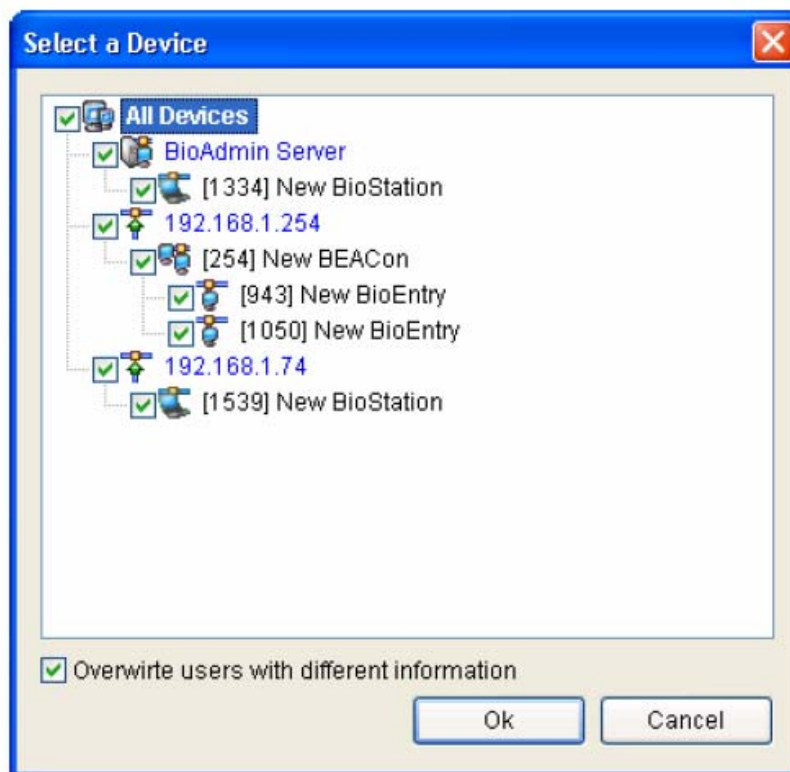 Select a Device
All Devices
BioAdmin Server
[1334] New BioStation
192.168.1.254
[254] New BEACon
[943] New BioEntry
[1050] New BioEntry
192.168.1.74
[1539] New BioStation
Overwirte users with different information
Ok
Cancel